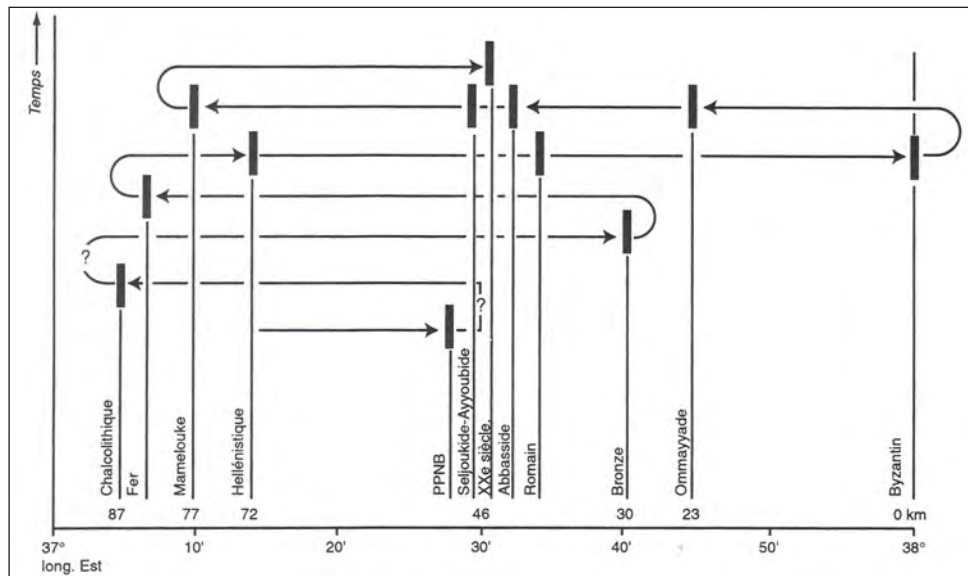 Temps
?
?
Chalcolithique
Fer
Mamelouke
Hellénistique
PPNB
Seljoukide-Ayyoubide
XXe siècle.
Abbasside
Romain
Bronze
Ommayyade
Byzantin
87 77 72 46 30 23 0 km
37° 10' 20' 30' 40' 50' 38°
long. Est